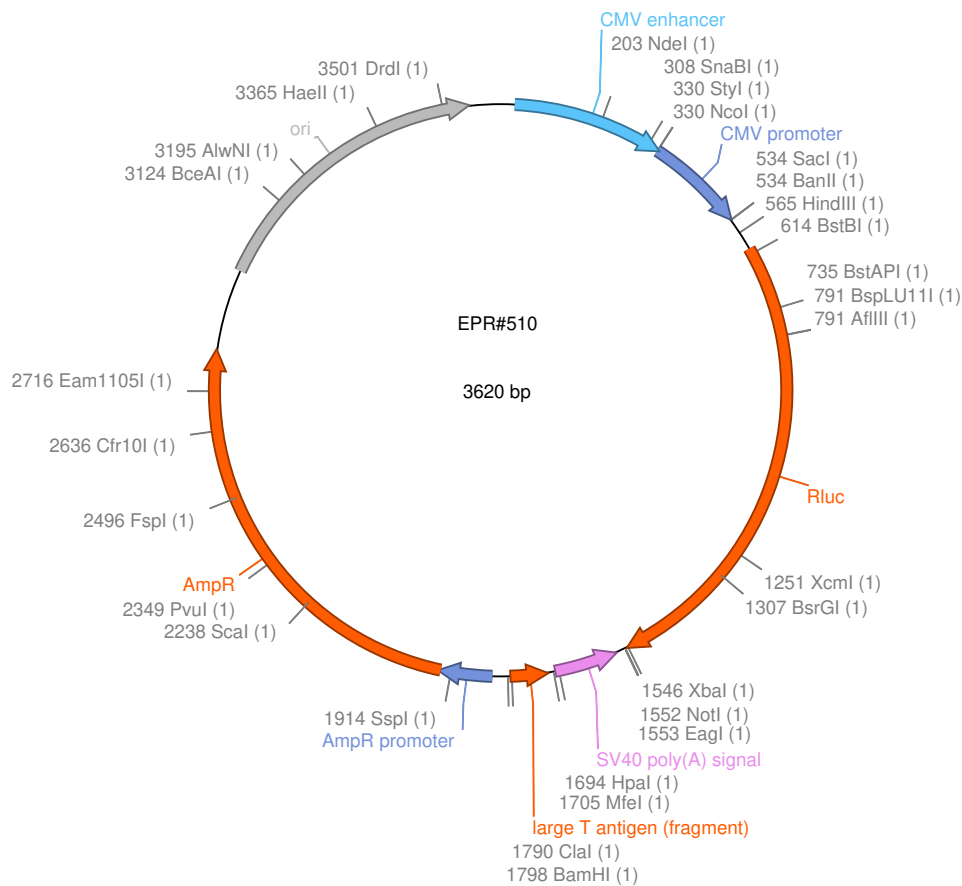 CMV enhancer
203 NdeI (1)
308 SnaBI (1)
330 StyI (1)
330 NcoI (1)
CMV promoter
534 SacI (1)
534 BanII (1)
565 HindIII (1)
614 BstBI (1)
735 BstAPI (1)
791 BspLU11I (1)
791 AflIII (1)
Rluc
1251 XcmI (1)
1307 BsrGI (1)
1546 XbaI (1)
1552 NotI (1)
1553 EagI (1)
SV40 poly(A) signal
1694 HpaI (1)
1705 MfeI (1)
large T antigen (fragment)
1790 ClaI (1)
1798 BamHI (1)
1914 SspI (1)
AmpR promoter
2238 ScaI (1)
2349 PvuI (1)
AmpR
2496 FspI (1)
2636 Cfr10I (1)
2716 Eam1105I (1)
3124 BceAI (1)
3195 AlwNI (1)
ori
3365 HaeII (1)
3501 DrdI (1)
EPR#510
3620 bp